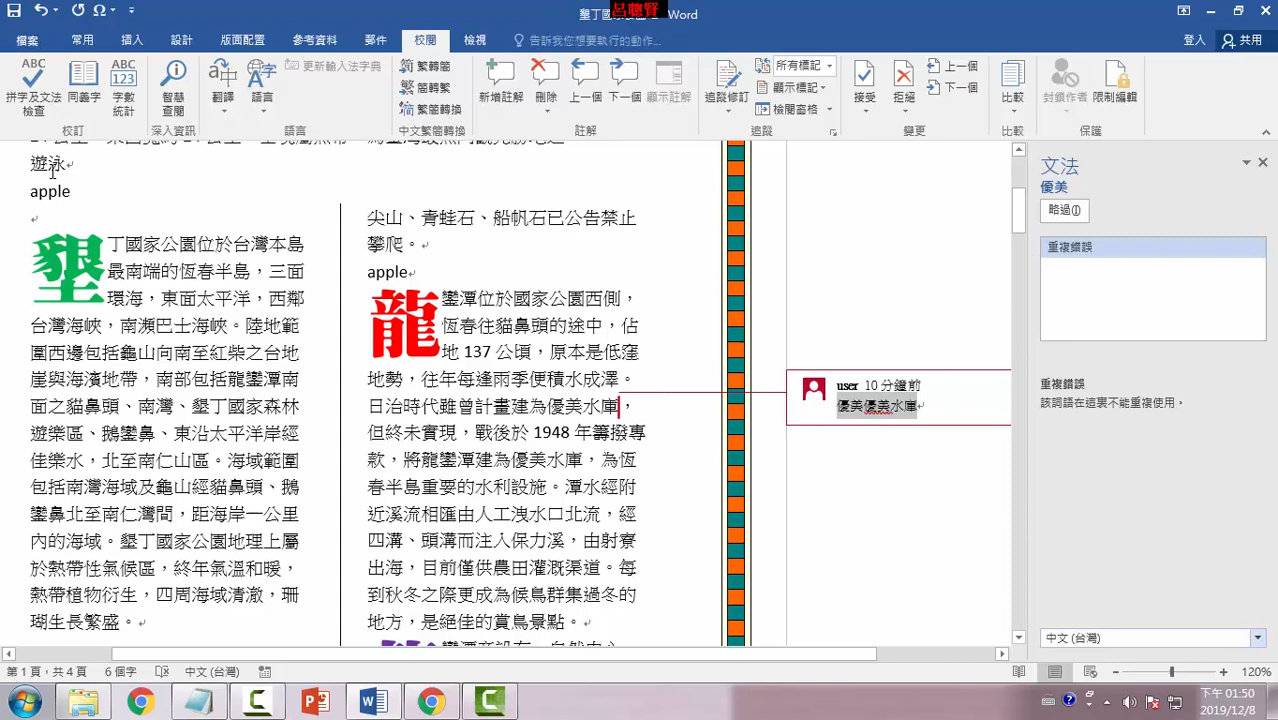 呂聰賢
Word
檔案 常用 插入 設計 版面配置 參考資料 郵件 校閱 檢視 告訴我您想要執行的動作... 登入 共用
ABC 拼字及文法檢查
同義字
ABC 123 字數統計
智慧查閱
翻譯
語言
更新輸入法字典
繁轉簡
簡轉繁
繁簡轉換
新增註解
刪除
上一個
下一個
顯示註解
追蹤修訂
所有標記
顯示標記
檢閱窗格
接受
拒絕
上一個
下一個
比較
封鎖作者
限制編輯
校訂 深入資訊 語言 中文繁簡轉換 註解 追蹤 變更 比較 保護
遊泳
apple
墾丁國家公園位於台灣本島
最南端的恆春半島，三面
環海，東面太平洋，西鄰
台灣海峽，南瀕巴士海峽。陸地範
圍西邊包括龜山向南至紅柴之台地
崖與海濱地帶，南部包括龍鑾潭南
面之貓鼻頭、南灣、墾丁國家森林
遊樂區、鵝鑾鼻、東沿太平洋岸經
佳樂水，北至南仁山區。海域範圍
包括南灣海域及龜山經貓鼻頭、鵝
鑾鼻北至南仁灣間，距海岸一公里
內的海域。墾丁國家公園地理上屬
於熱帶性氣候區，終年氣溫和暖，
熱帶植物衍生，四周海域清澈，珊
瑚生長繁盛。
尖山、青蛙石、船帆石已公告禁止
攀爬。
apple
龍鑾潭位於國家公園西側，
恆春往貓鼻頭的途中，佔
地 137 公頃，原本是低窪
地勢，往年每逢雨季便積水成澤。
日治時代雖曾計畫建為優美水庫，
但終未實現，戰後於 1948 年籌撥專
款，將龍鑾潭建為優美水庫，為恆
春半島重要的水利設施。潭水經附
近溪流相匯由人工洩水口北流，經
四溝、頭溝而注入保力溪，由射寮
出海，目前僅供農田灌溉渠道。每
到秋冬之際更成為候鳥群集過冬的
地方，是絕佳的賞鳥景點。
user 10 分鐘前
優美優美水庫
文法
優美
略過(I)
重複錯誤
重複錯誤
該詞語在這裏不能重複使用。
中文 (台灣)
第 1 頁，共 4 頁 6 個字 中文 (台灣) 120%
下午 01:50
2019/12/8